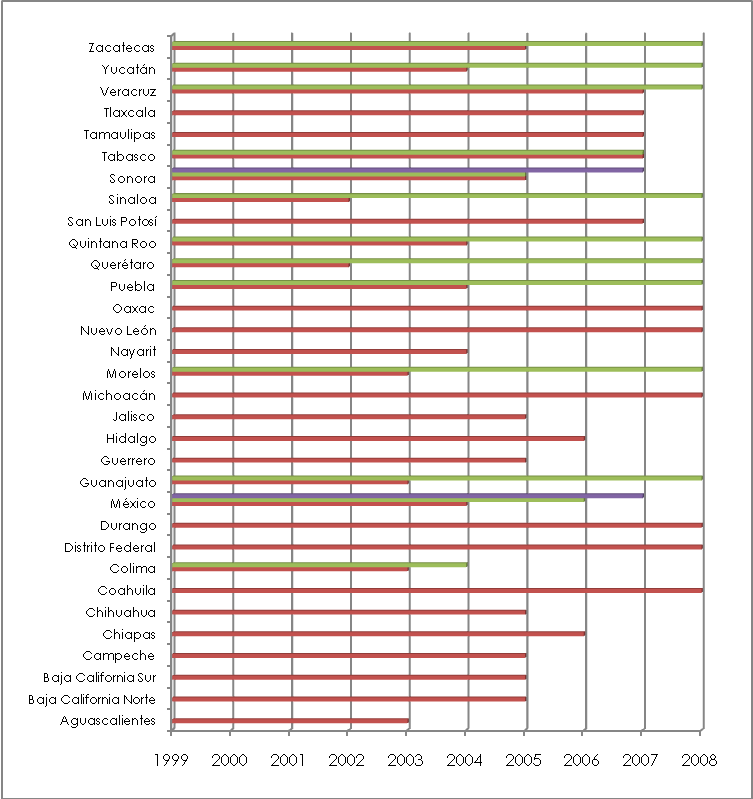 Zacatecas
Yucatán
Veracruz
Tlaxcala
Tamaulipas
Tabasco
Sonora
Sinaloa
San Luis Potosí
Quintana Roo
Querétaro
Puebla
Oaxac
Nuevo León
Nayarit
Morelos
Michoacán
Jalisco
Hidalgo
Guerrero
Guanajuato
México
Durango
Distrito Federal
Colima
Coahuila
Chihuahua
Chiapas
Campeche
Baja California Sur
Baja California Norte
Aguascalientes
1999 2000 2001 2002 2003 2004 2005 2006 2007 2008